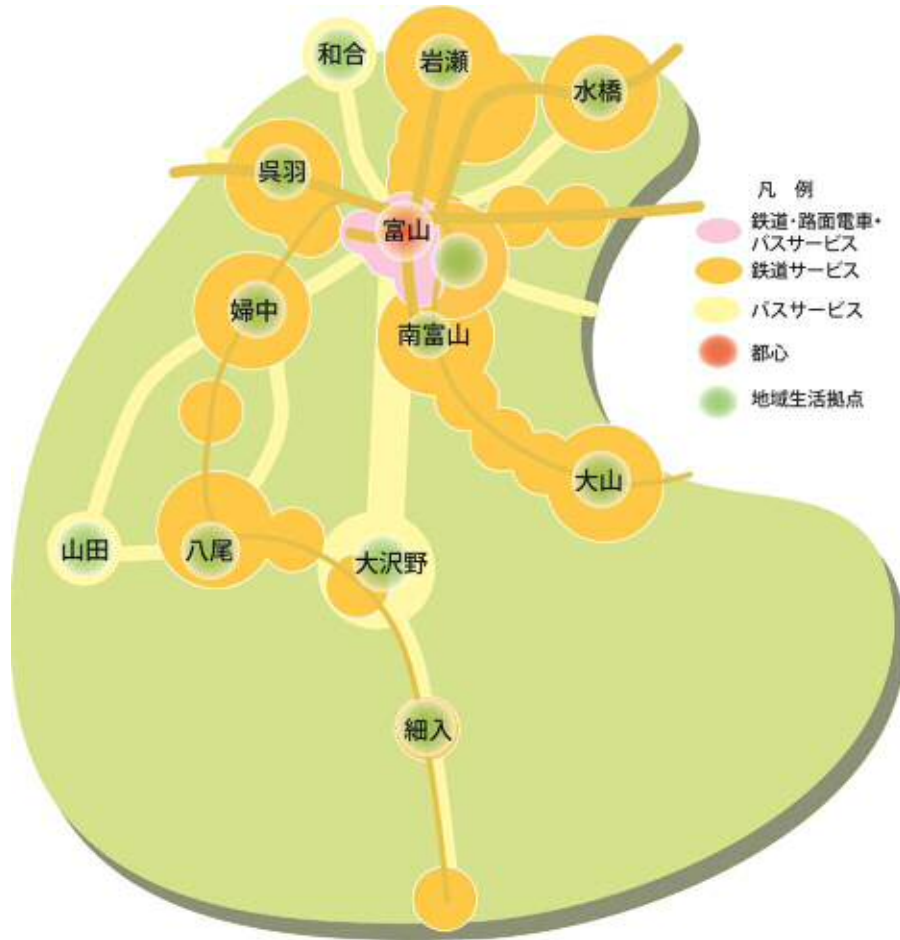 和合
岩瀬
水橋
呉羽
富山
婦中
南富山
大山
山田
八尾
大沢野
細入
凡 例
鉄道・路面電車・
バスサービス
鉄道サービス
バスサービス
都心
地域生活拠点